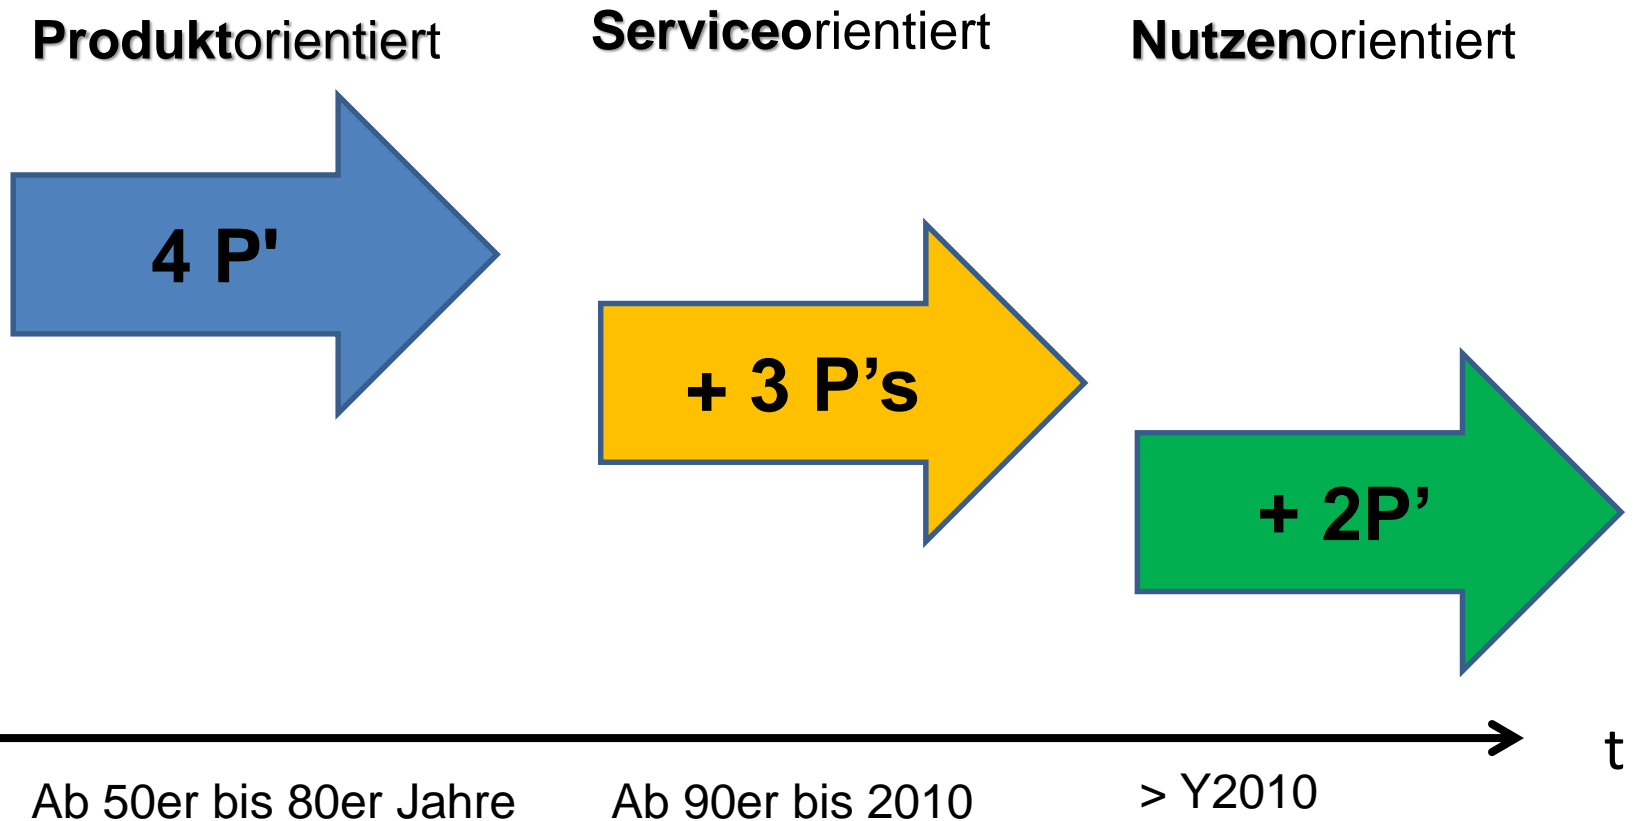 Produktorientiert
Serviceorientiert
Nutzenorientiert
4 P'
+ 3 P’s
+ 2P’
t
Ab 50er bis 80er Jahre
Ab 90er bis 2010
> Y2010